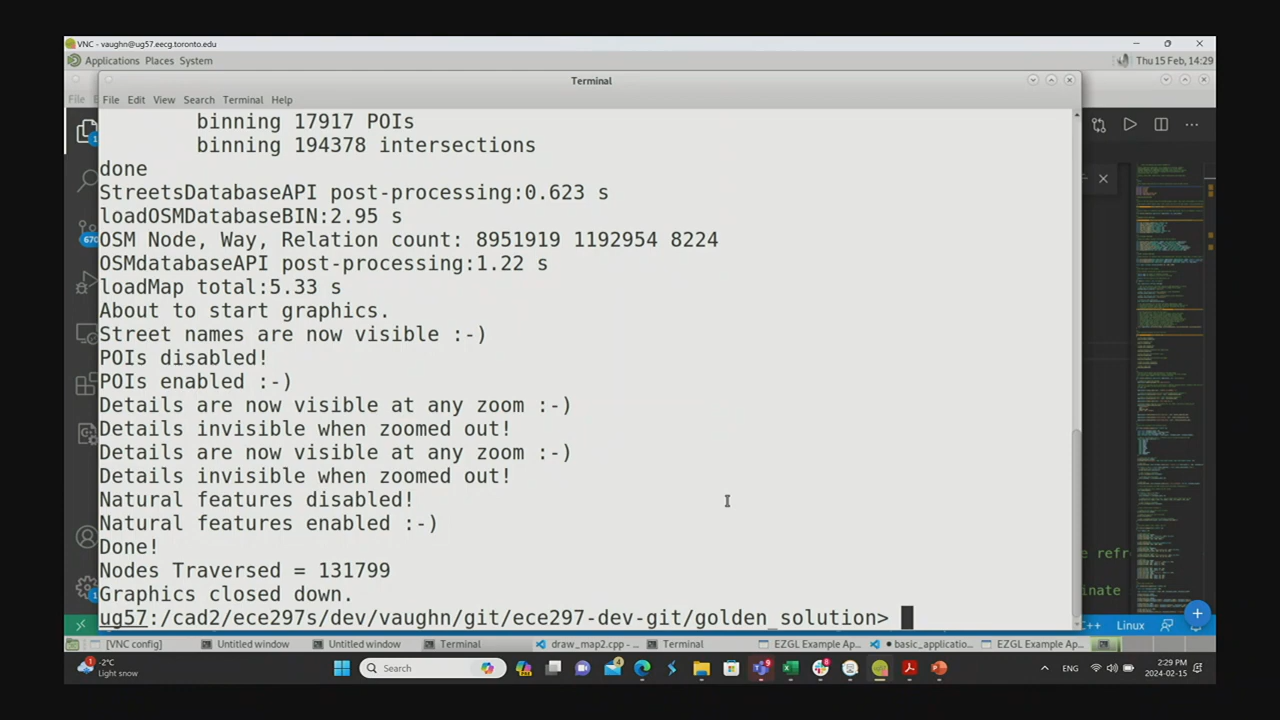 VNC - vaughn@ug57.eecg.toronto.edu
Applications Places System
Thu 15 Feb, 14:29
Terminal
File Edit View Search Terminal Help
binning 17917 POIs
binning 194378 intersections
done
StreetsDatabaseAPI post-processing:0.623 s
loadOSMDatabaseBIN:2.95 s
OSM Node, Way, Relation count: 8951919 1192954 8224
OSMdatabaseAPI post-processing:1.22 s
loadMap total:5.33 s
About to start graphics.
Street names are now visible :-)
POIs disabled!
POIs enabled :-)
Details are now visible at any zoom :-)
Details invisible when zoomed out!
Details are now visible at any zoom :-)
Details invisible when zoomed out!
Natural features disabled!
Natural features enabled :-)
Done!
Nodes Traversed = 131799
Graphics closed down.
ug57:/cad2/ece297s/dev/vaughn/git/ece297-dev-git/golden_solution>
670
e refr
inate
C++ Linux
[VNC config] Untitled window Untitled window Terminal draw_map2.cpp - EZGL Example Ap... basic_applicatio... EZGL Example Ap...
-2°C
Light snow
Search
ENG
2:29 PM
2024-02-15